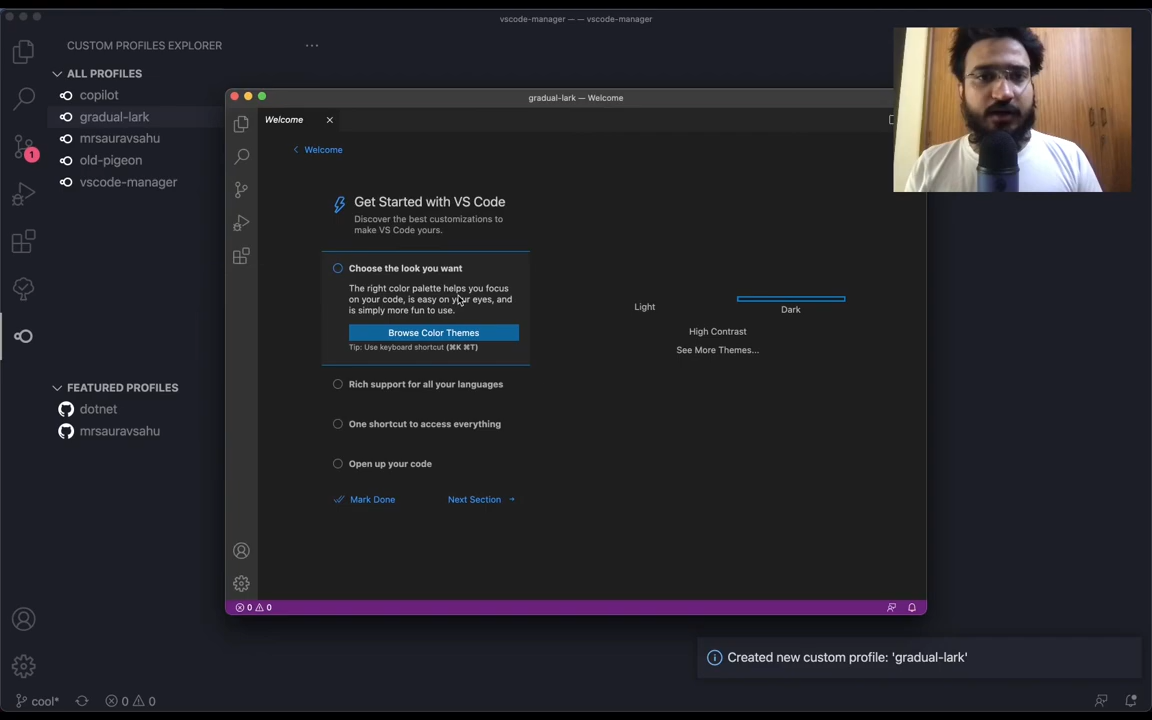 vscode-manager — — vscode-manager
CUSTOM PROFILES EXPLORER
ALL PROFILES
copilot
gradual-lark
mrsauravsahu
old-pigeon
vscode-manager
1
FEATURED PROFILES
dotnet
mrsauravsahu
gradual-lark — Welcome
Welcome
Welcome
Get Started with VS Code
Discover the best customizations to
make VS Code yours.
Choose the look you want
The right color palette helps you focus
on your code, is easy on your eyes, and
is simply more fun to use.
Browse Color Themes
Tip: Use keyboard shortcut (⌘K ⌘T)
Rich support for all your languages
One shortcut to access everything
Open up your code
Mark Done
Next Section
Light
Dark
High Contrast
See More Themes...
0 0
Created new custom profile: 'gradual-lark'
cool*
0 0